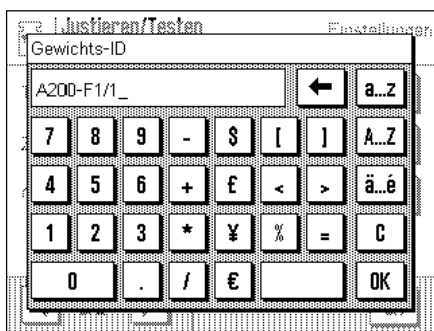 Justieren/Testen
Einstellungen
Gewichts-ID
A200-F1/1_
← a...z
7 8 9 - $ [ ] A...Z
4 5 6 + £ < > ä...é
1 2 3 * ¥ % = C
0 . / € OK